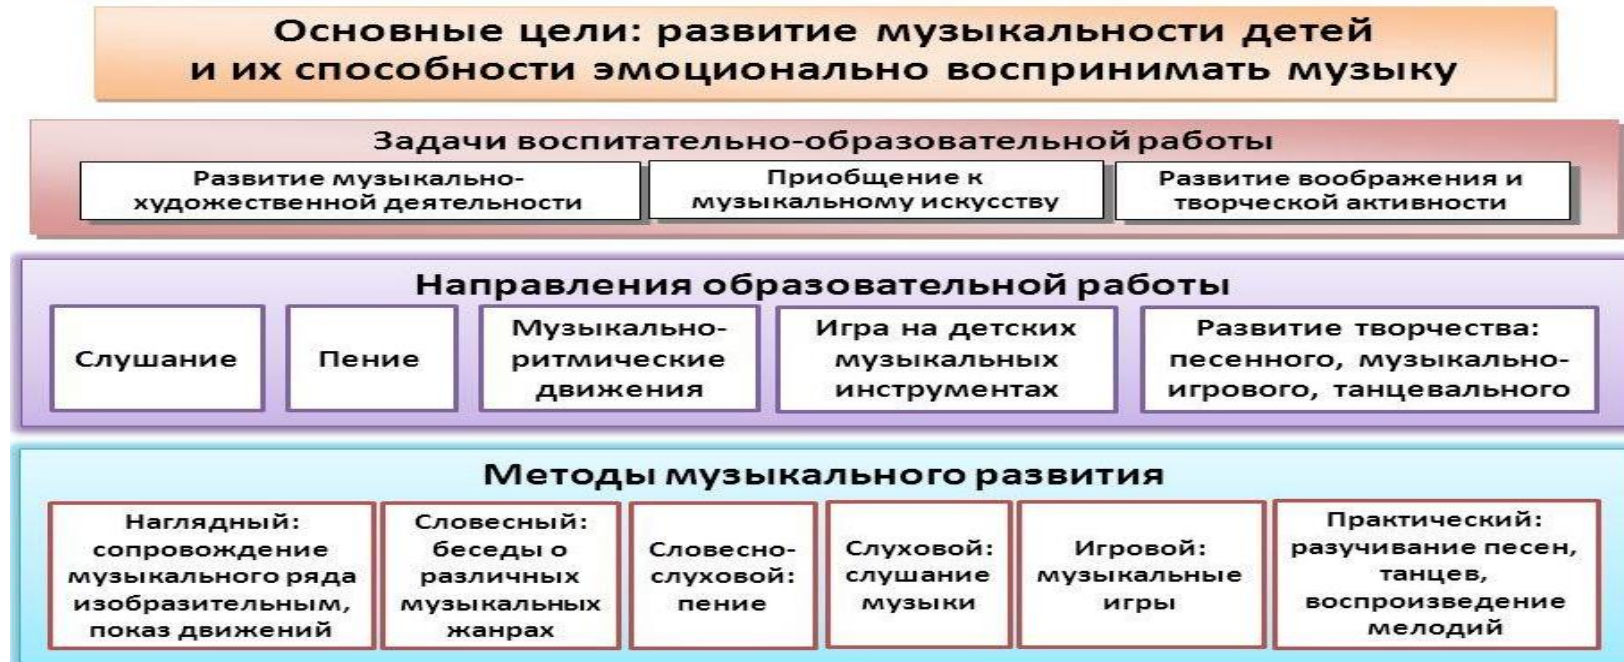 Основные цели: развитие музыкальности детей
и их способности эмоционально воспринимать музыку
Задачи воспитательно-образовательной работы
Развитие музыкально-
художественной деятельности
Приобщение к
музыкальному искусству
Развитие воображения и
творческой активности
Направления образовательной работы
Слушание
Пение
Музыкально-
ритмические
движения
Игра на детских
музыкальных
инструментах
Развитие творчества:
песенного, музыкально-
игрового, танцевального
Методы музыкального развития
Наглядный:
сопровождение
музыкального ряда
изобразительным,
показ движений
Словесный:
беседы о
различных
музыкальных
жанрах
Словесно-
слуховой:
пение
Слуховой:
слушание
музыки
Игровой:
музыкальные
игры
Практический:
разучивание песен,
танцев,
воспроизведение
мелодий